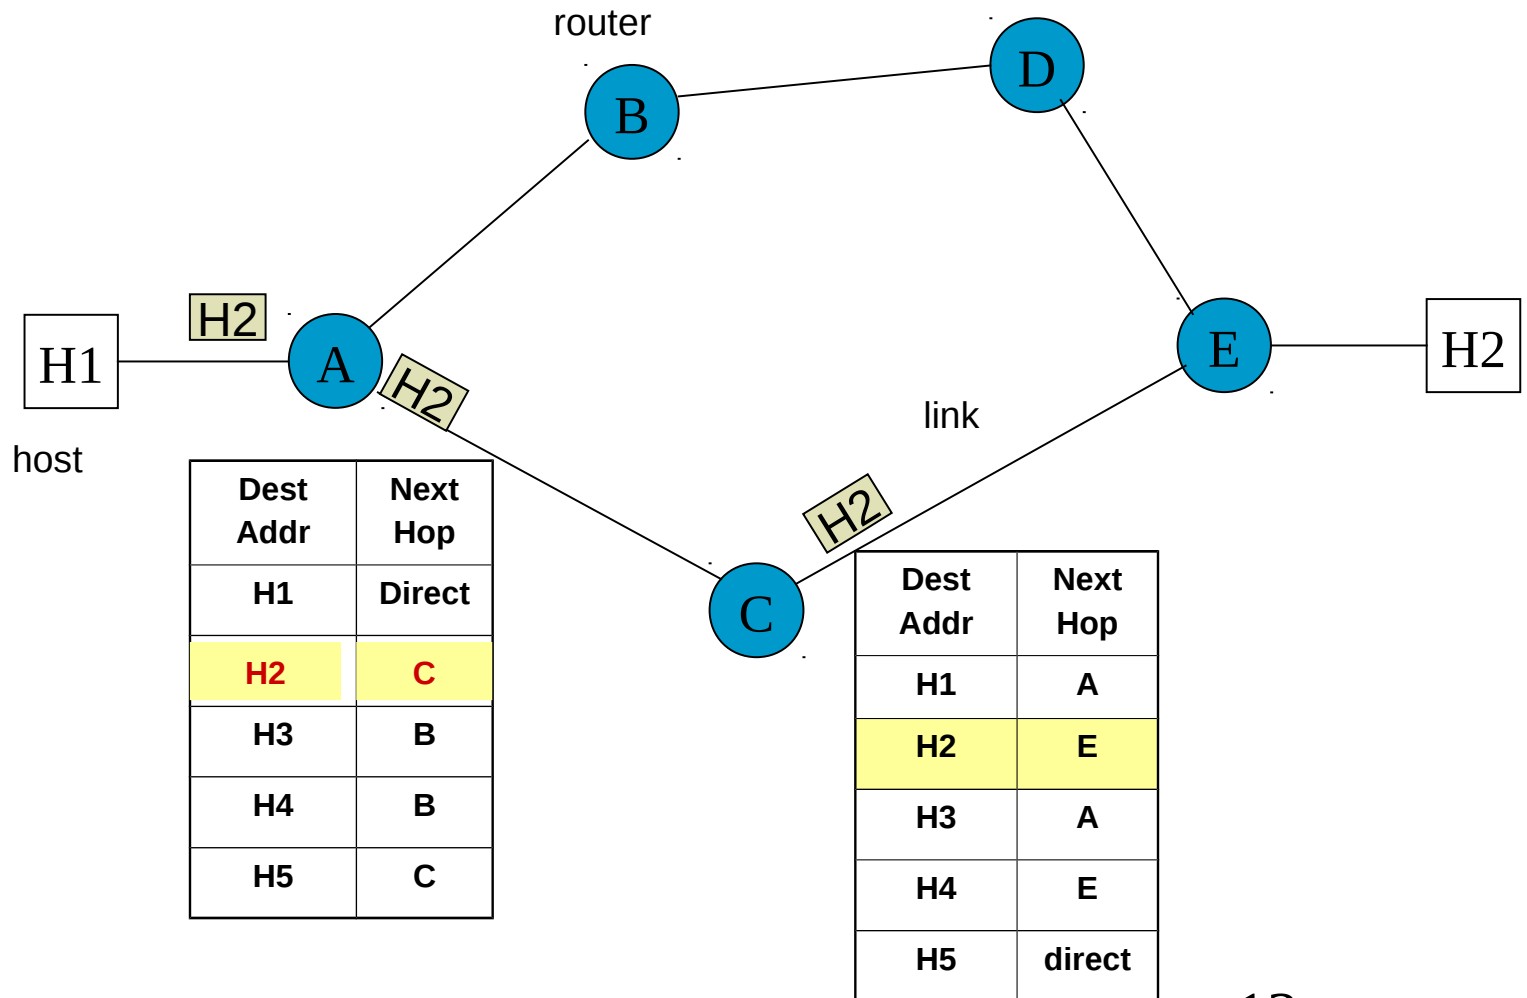 router
B
D
H1
H2
A
H2
E
H2
host
link
H2
C
Dest Addr
Next Hop
H1 Direct
H2 C
H3 B
H4 B
H5 C
Dest Addr
Next Hop
H1 A
H2 E
H3 A
H4 E
H5 direct